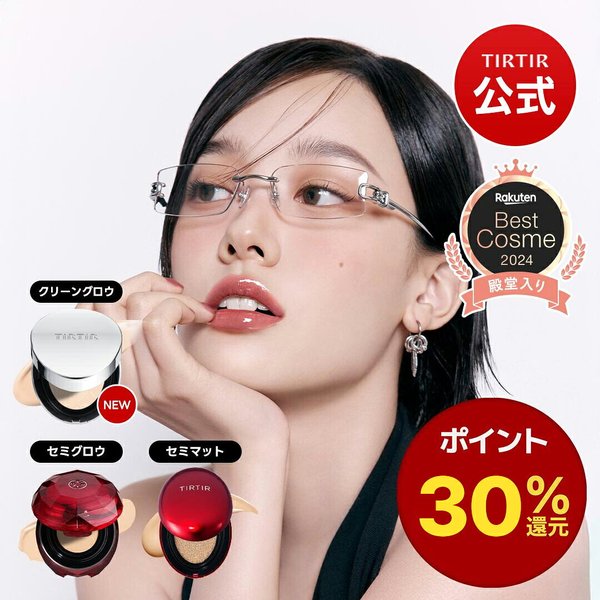 TIRTIR
公式
Rakuten
Best
Cosme
2024
殿堂入り
クリーングロウ
TIRTIR
NEW
セミグロウ
セミマット
TIRTIR
ポイント
30%
還元